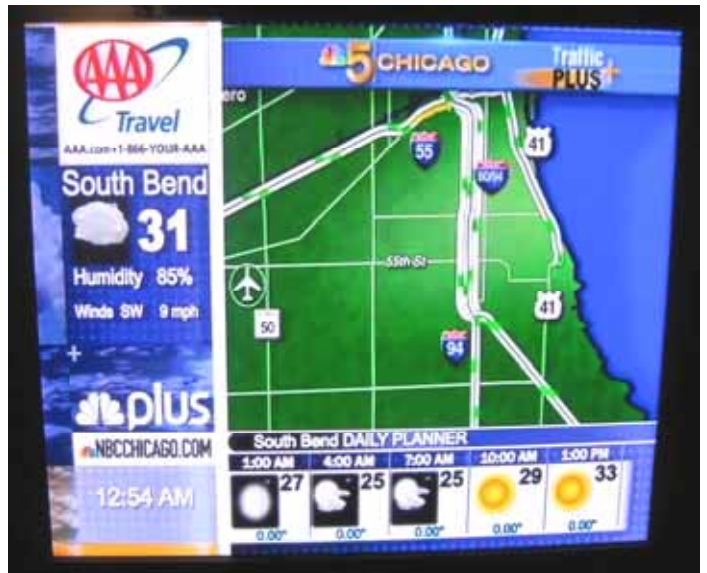 AAA
Travel
AAA.com•1-866-YOUR-AAA
South Bend
31
Humidity 85%
Winds SW 9 mph
plus
NBCCHICAGO.COM
12:54 AM
5 CHICAGO
Traffic
PLUS+
ero
55
41
90/94
55th St
50
41
94
South Bend DAILY PLANNER
1:00 AM 4:00 AM 7:00 AM 10:00 AM 1:00 PM
27 25 25 29 33
0.00" 0.00" 0.00" 0.00" 0.00"